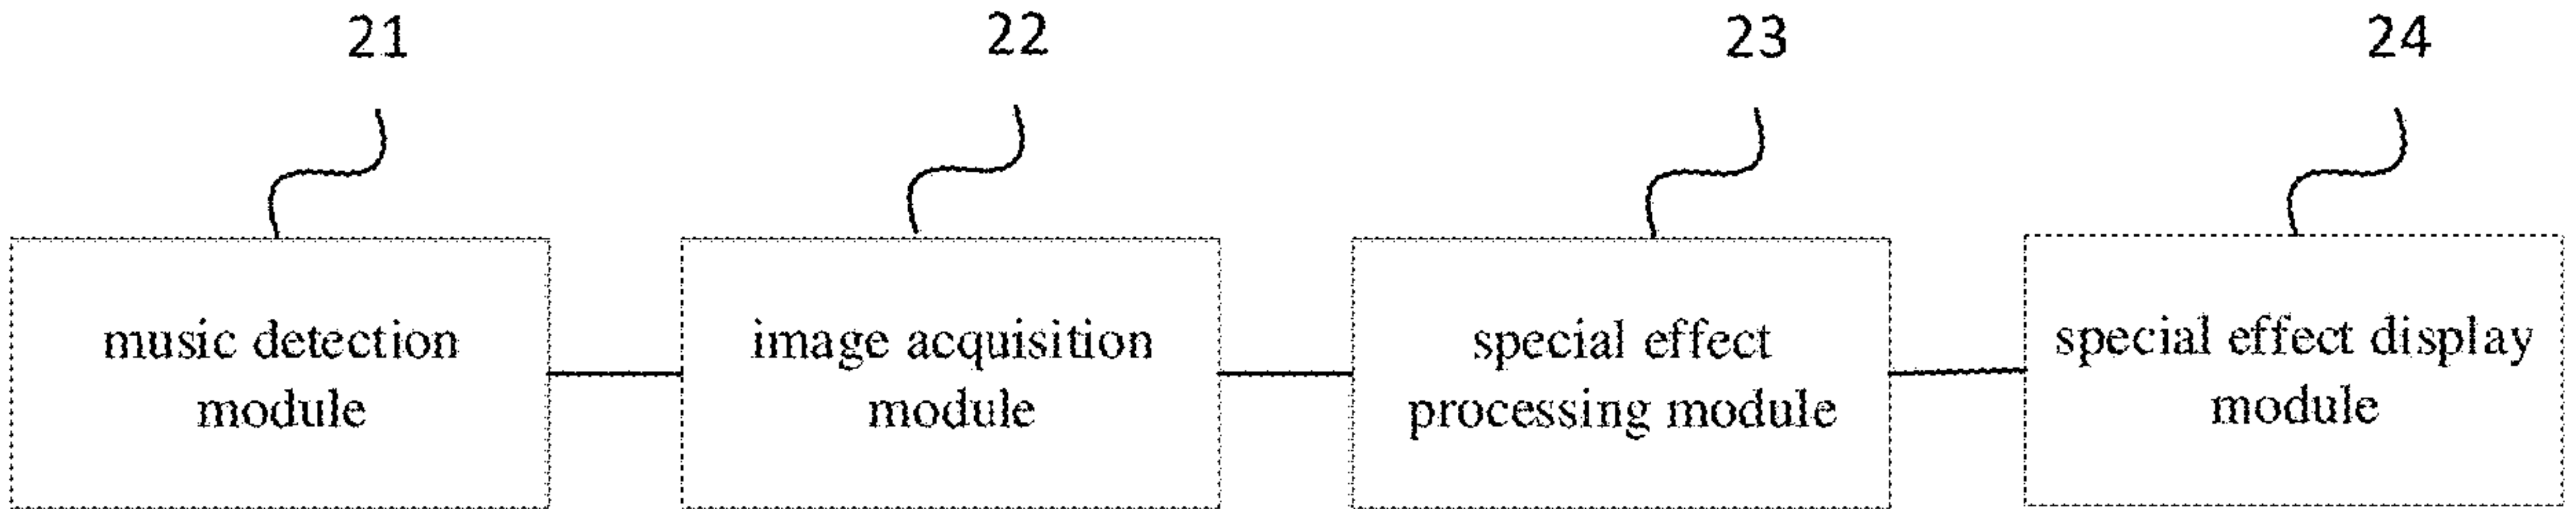 21
22
23
24
music detection
module
image acquisition
module
special effect
processing module
special effect display
module